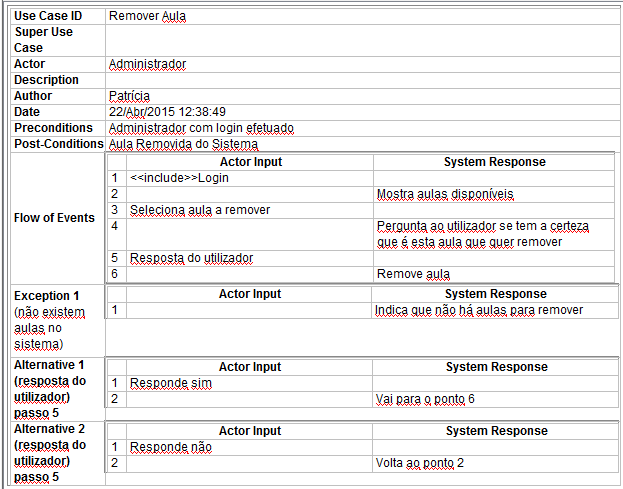 Use Case ID Remover Aula
Super Use
Case
Actor Administrador
Description
Author Patrícia
Date 22/Abr/2015 12:38:49
Preconditions Administrador com login efetuado
Post-Conditions Aula Removida do Sistema
Flow of Events
Actor Input System Response
1 <<include>>Login
2 Mostra aulas disponíveis
3 Seleciona aula a remover
4 Pergunta ao utilizador se tem a certeza
que é esta aula que quer remover
5 Resposta do utilizador
6 Remove aula
Exception 1
(não existem
aulas no
sistema)
Actor Input System Response
1 Indica que não há aulas para remover
Alternative 1
(resposta do
utilizador)
passo 5
Actor Input System Response
1 Responde sim
2 Vai para o ponto 6
Alternative 2
(resposta do
utilizador)
passo 5
Actor Input System Response
1 Responde não
2 Volta ao ponto 2